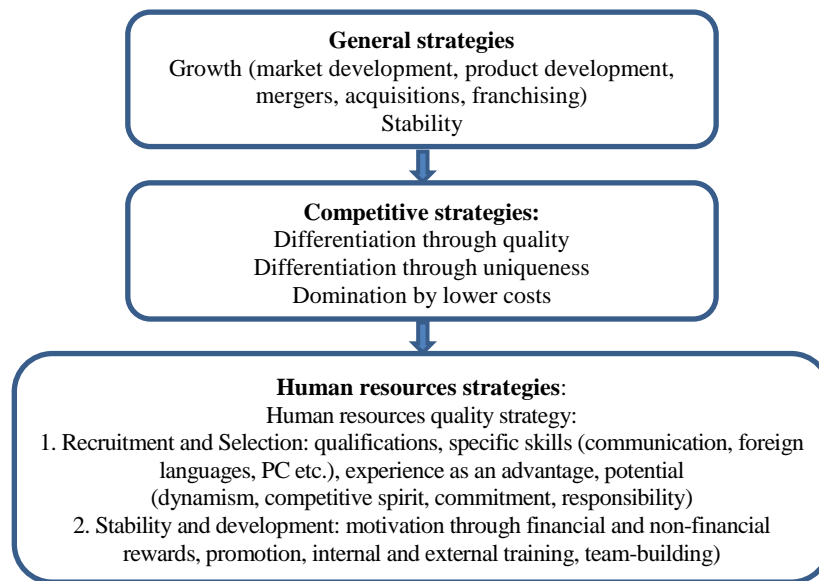 General strategies
Growth (market development, product development,
mergers, acquisitions, franchising)
Stability
Competitive strategies:
Differentiation through quality
Differentiation through uniqueness
Domination by lower costs
Human resources strategies:
Human resources quality strategy:
1. Recruitment and Selection: qualifications, specific skills (communication, foreign
languages, PC etc.), experience as an advantage, potential
(dynamism, competitive spirit, commitment, responsibility)
2. Stability and development: motivation through financial and non-financial
rewards, promotion, internal and external training, team-building)